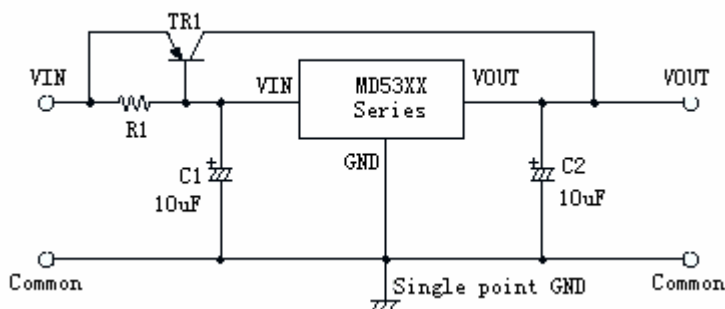 TR1
VIN
VIN
MD53XX
Series
VOUT
VOUT
R1
GND
C1
10uF
C2
10uF
Common
Single point GND
Common